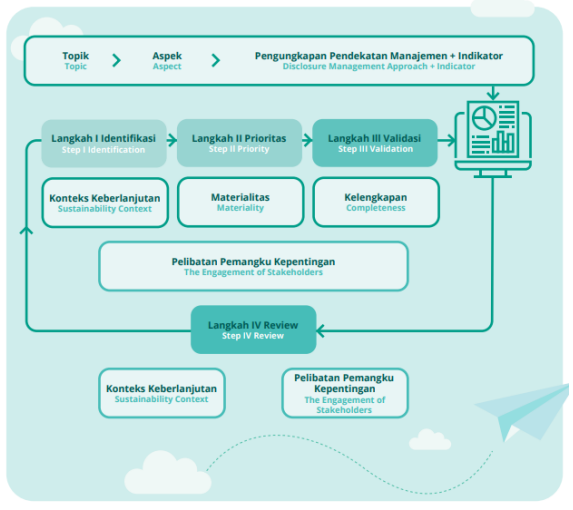 Topik
Topic
Aspek
Aspect
Pengungkapan Pendekatan Manajemen + Indikator
Disclosure Management Approach + Indicator
Langkah I Identifikasi
Step I Identification
Langkah II Prioritas
Step II Priority
Langkah III Validasi
Step III Validation
Konteks Keberlanjutan
Sustainability Context
Materialitas
Materiality
Kelengkapan
Completeness
Pelibatan Pemangku Kepentingan
The Engagement of Stakeholders
Langkah IV Review
Step IV Review
Konteks Keberlanjutan
Sustainability Context
Pelibatan Pemangku
Kepentingan
The Engagement of
Stakeholders